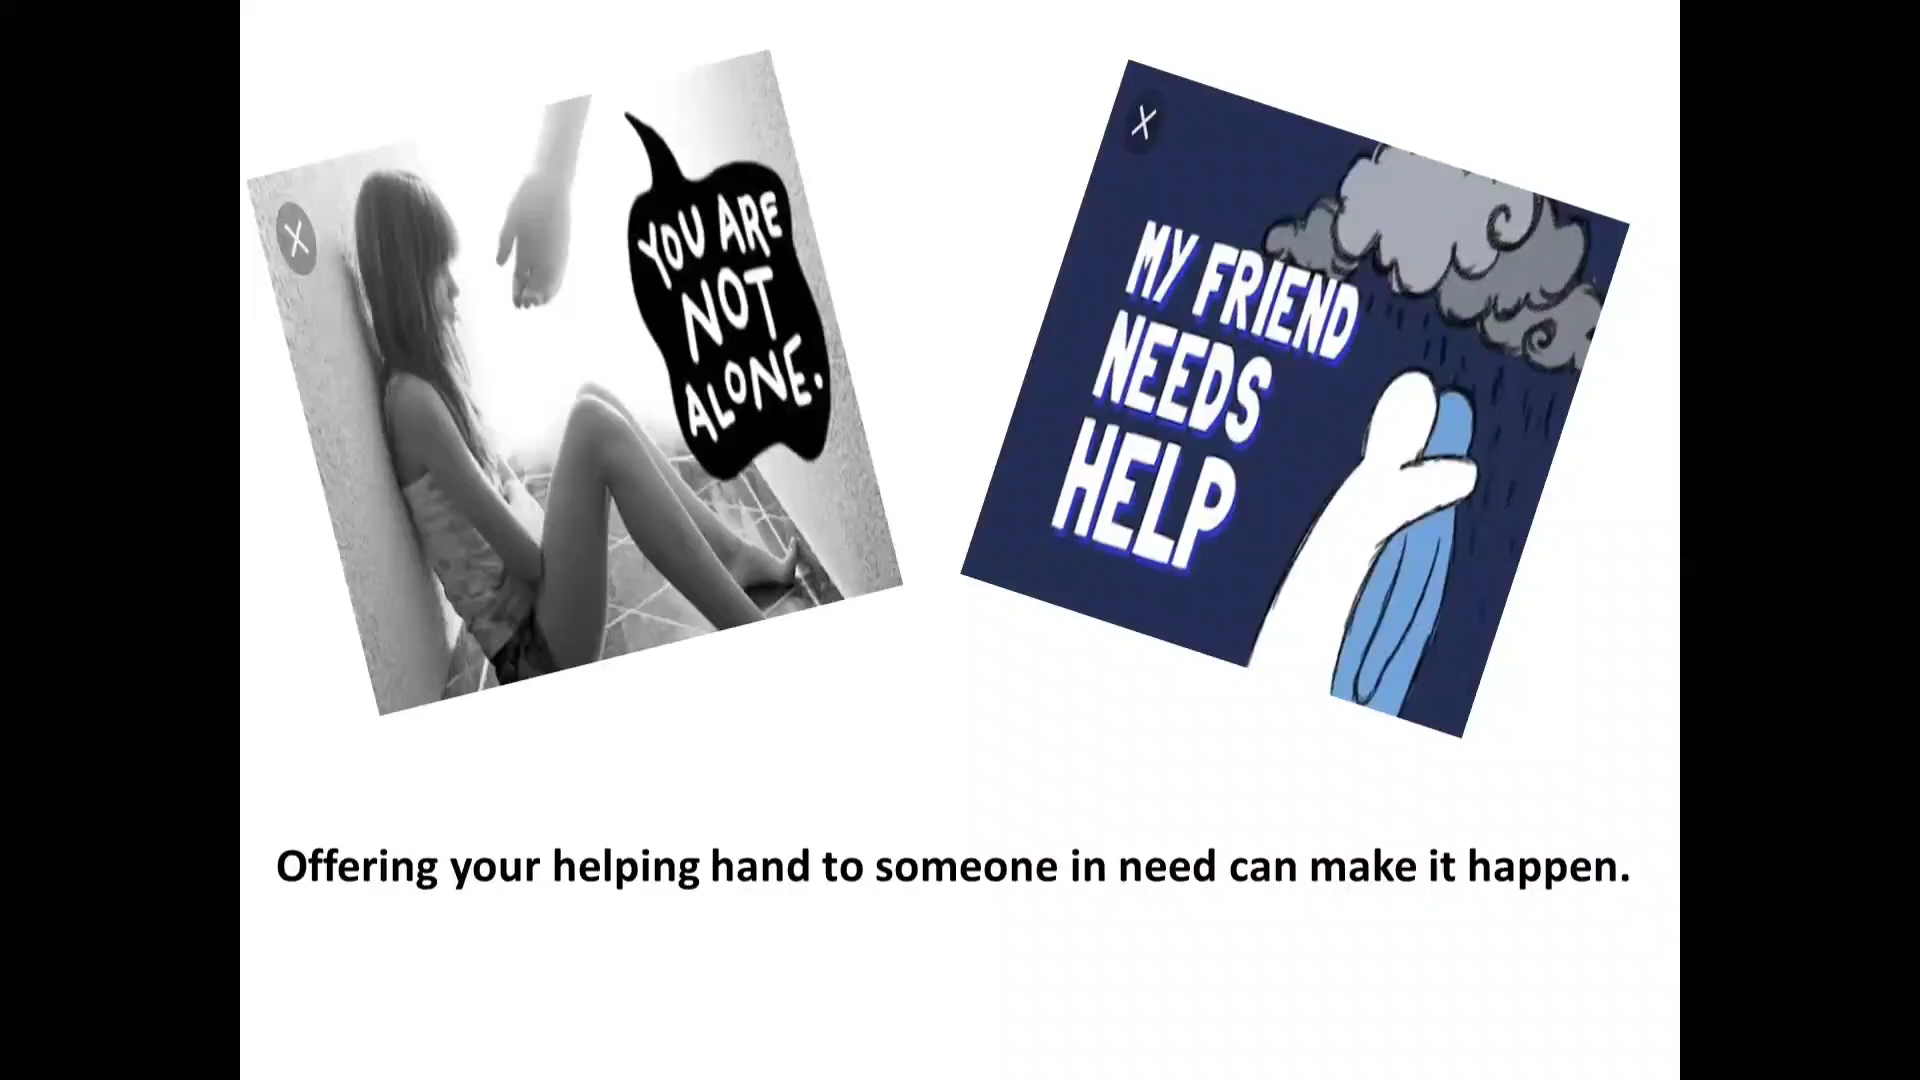 YOU ARE
NOT
ALONE.
MY FRIEND
NEEDS
HELP
Offering your helping hand to someone in need can make it happen.